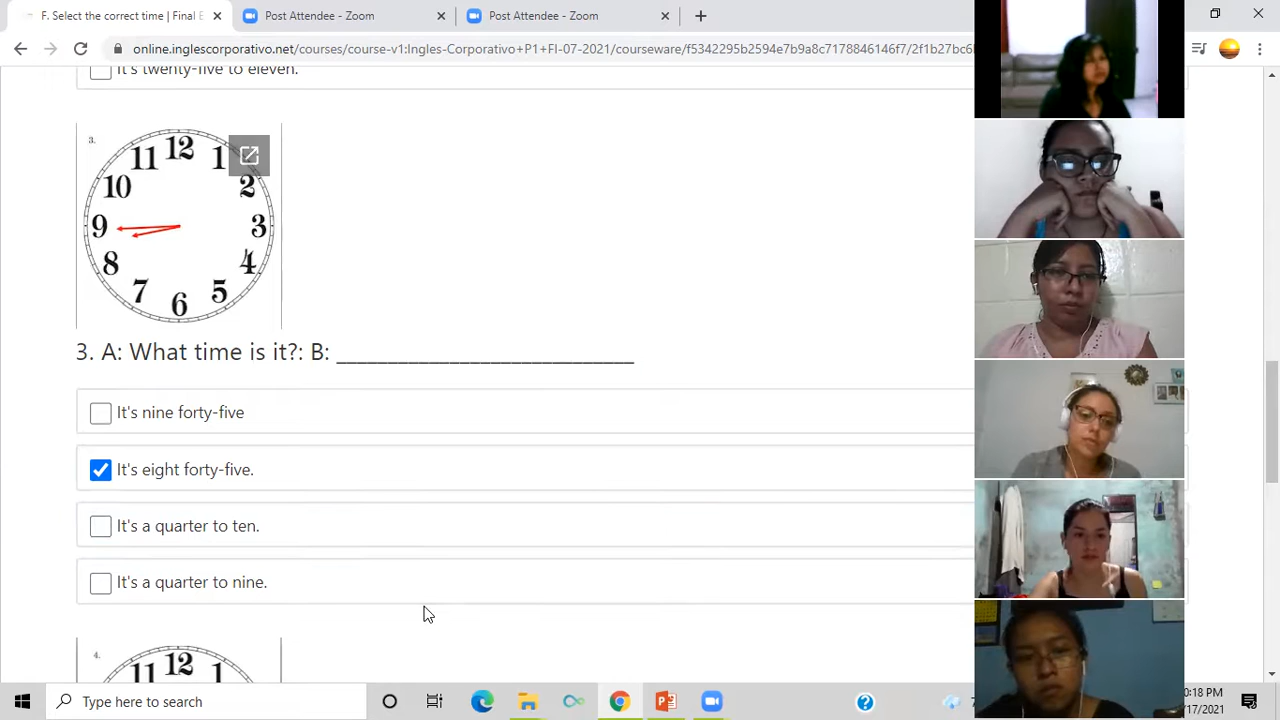 F. Select the correct time | Final E
Post Attendee - Zoom
Post Attendee - Zoom
online.inglescorporativo.net/courses/course-v1:Ingles-Corporativo+P1+FI-07-2021/courseware/f5342295b2594e7b9a8c7178846146f7/2f1b27bc6
It's twenty-five to eleven.
3.
12
11 1
10 2
9 3
8 4
7 5
6
3. A: What time is it?: B: ______________________________
It's nine forty-five
It's eight forty-five.
It's a quarter to ten.
It's a quarter to nine.
4.
12
11 1
Type here to search
0:18 PM
/17/2021